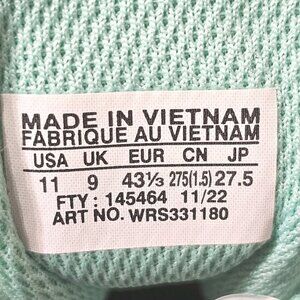 MADE IN VIETNAM
FABRIQUE AU VIETNAM
USA UK EUR CN JP
11 9 43⅓ 275(1.5) 27.5
FTY : 145464 11/22
ART NO. WRS331180